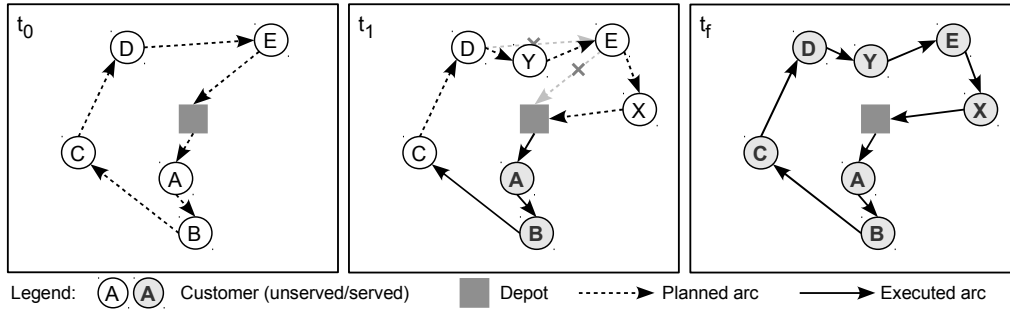 t0
D
E
C
A
B
t1
D
Y
E
X
C
A
B
tf
D
Y
E
X
C
A
B
Legend: A A Customer (unserved/served) Depot Planned arc Executed arc